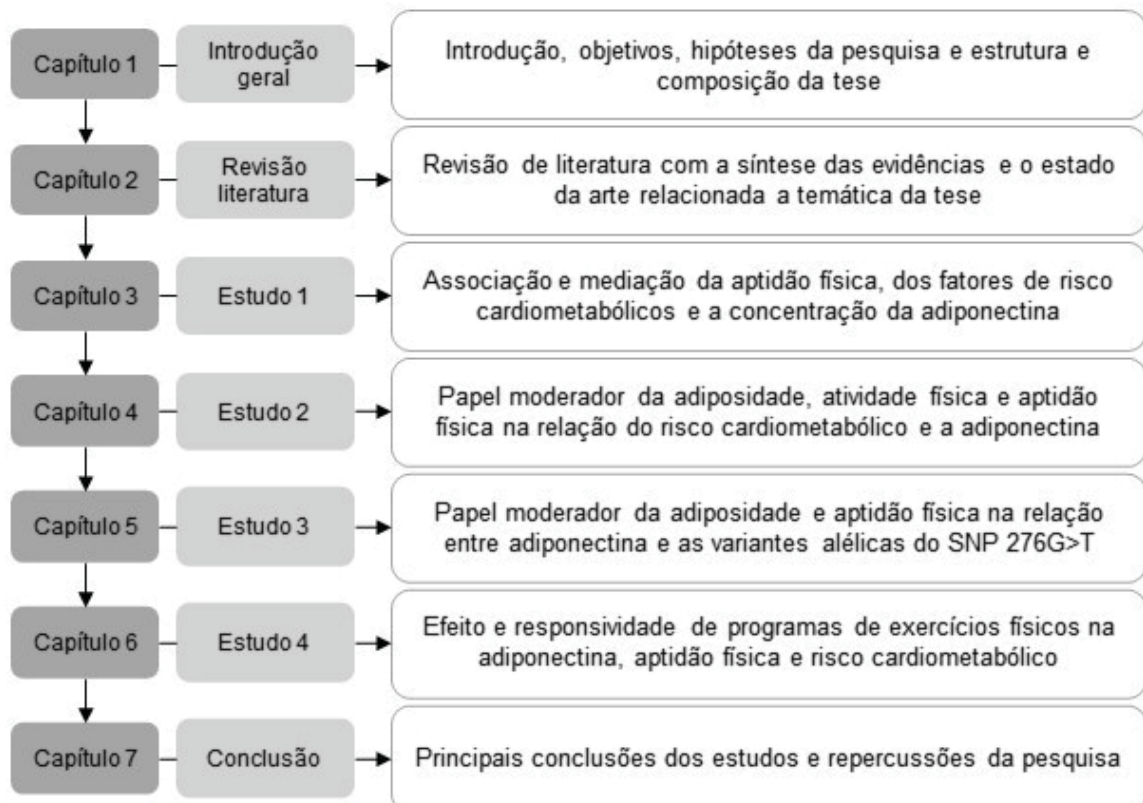 Capítulo 1
Introdução
geral
Introdução, objetivos, hipóteses da pesquisa e estrutura e
composição da tese
Capítulo 2
Revisão
literatura
Revisão de literatura com a síntese das evidências e o estado
da arte relacionada a temática da tese
Capítulo 3
Estudo 1
Associação e mediação da aptidão física, dos fatores de risco
cardiometabólicos e a concentração da adiponectina
Capítulo 4
Estudo 2
Papel moderador da adiposidade, atividade física e aptidão
física na relação do risco cardiometabólico e a adiponectina
Capítulo 5
Estudo 3
Papel moderador da adiposidade e aptidão física na relação
entre adiponectina e as variantes alélicas do SNP 276G>T
Capítulo 6
Estudo 4
Efeito e responsividade de programas de exercícios físicos na
adiponectina, aptidão física e risco cardiometabólico
Capítulo 7
Conclusão
Principais conclusões dos estudos e repercussões da pesquisa